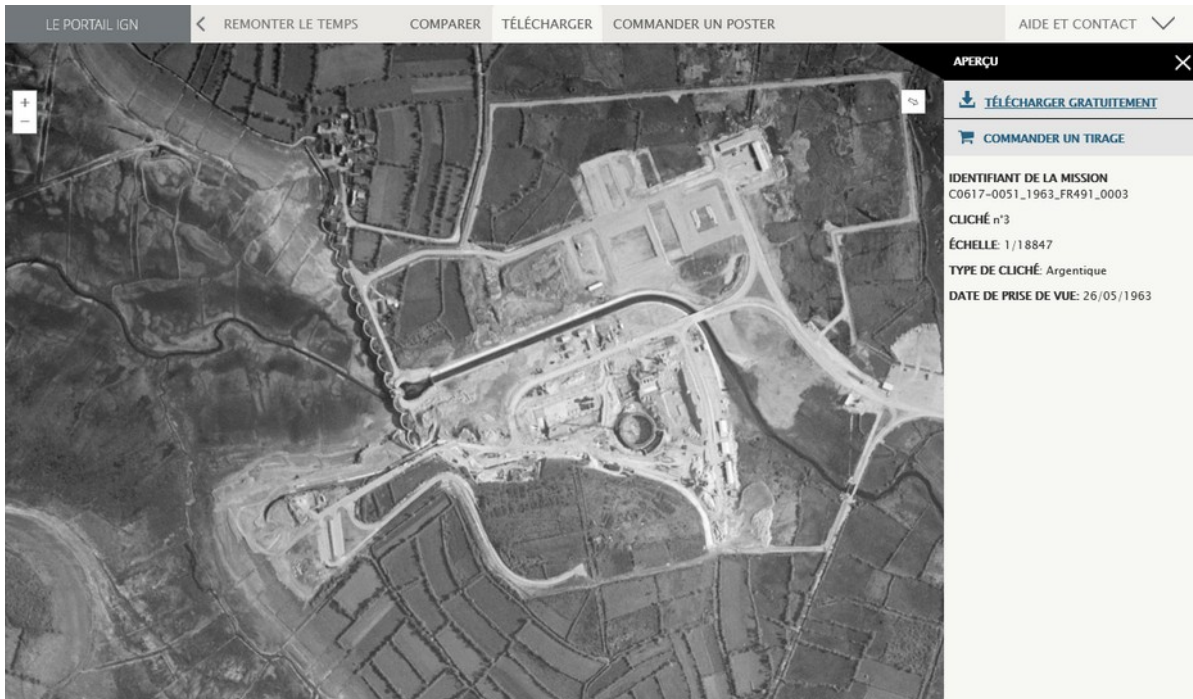 LE PORTAIL IGN
REMONTER LE TEMPS
COMPARER
TÉLÉCHARGER
COMMANDER UN POSTER
AIDE ET CONTACT
APERÇU
TÉLÉCHARGER GRATUITEMENT
COMMANDER UN TIRAGE
IDENTIFIANT DE LA MISSION
C0617-0051_1963_FR491_0003
CLICHÉ n°3
ÉCHELLE: 1/18847
TYPE DE CLICHÉ: Argentique
DATE DE PRISE DE VUE: 26/05/1963